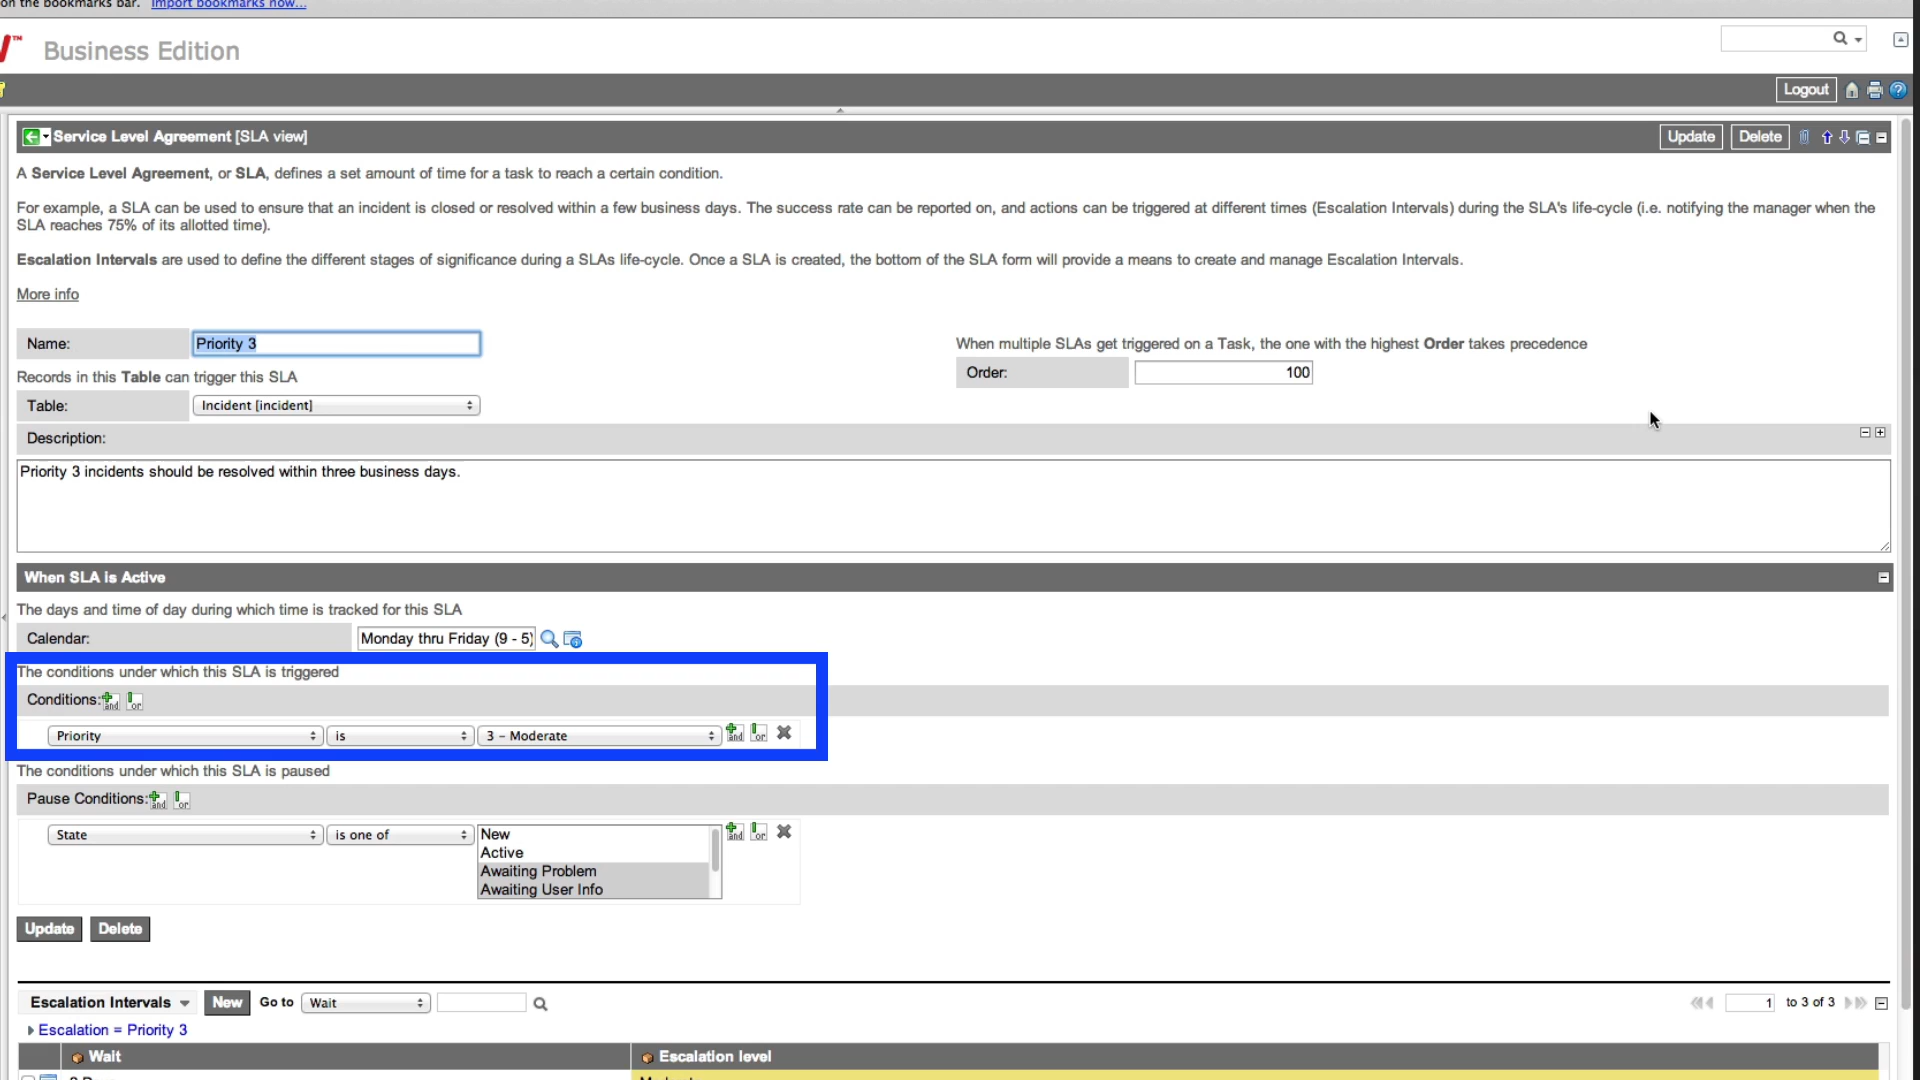 on the bookmarks bar. Import bookmarks now...
Business Edition
Logout
Service Level Agreement [SLA view]
Update Delete
A Service Level Agreement, or SLA, defines a set amount of time for a task to reach a certain condition.
For example, a SLA can be used to ensure that an incident is closed or resolved within a few business days. The success rate can be reported on, and actions can be triggered at different times (Escalation Intervals) during the SLA's life-cycle (i.e. notifying the manager when the
SLA reaches 75% of its allotted time).
Escalation Intervals are used to define the different stages of significance during a SLAs life-cycle. Once a SLA is created, the bottom of the SLA form will provide a means to create and manage Escalation Intervals.
More info
Name: Priority 3
When multiple SLAs get triggered on a Task, the one with the highest Order takes precedence
Order: 100
Records in this Table can trigger this SLA
Table: Incident [incident]
Description:
Priority 3 incidents should be resolved within three business days.
When SLA is Active
The days and time of day during which time is tracked for this SLA
Calendar: Monday thru Friday (9 - 5)
The conditions under which this SLA is triggered
Conditions: and or
Priority is 3 - Moderate and or
The conditions under which this SLA is paused
Pause Conditions: and or
State is one of New and or
Active
Awaiting Problem
Awaiting User Info
Update Delete
Escalation Intervals New Go to Wait 1 to 3 of 3
Escalation = Priority 3
Wait Escalation level